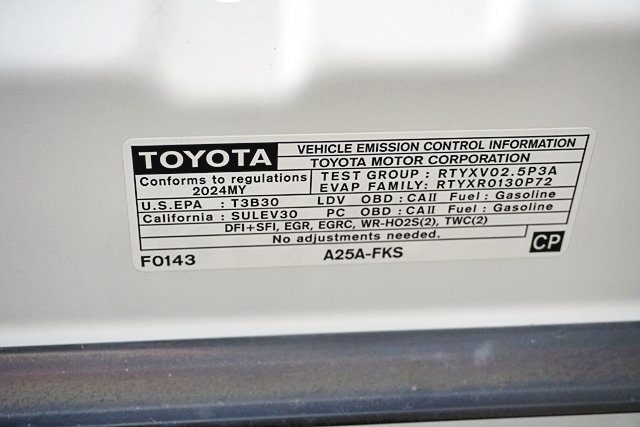 TOYOTA
VEHICLE EMISSION CONTROL INFORMATION
TOYOTA MOTOR CORPORATION
Conforms to regulations
2024MY
TEST GROUP : RTYXV02.5P3A
EVAP FAMILY: RTYXR0130P72
U.S.EPA : T3B30 LDV OBD : CAII Fuel : Gasoline
California : SULEV30 PC OBD : CAII Fuel : Gasoline
DFI+SFI, EGR, EGRC, WR-HO2S(2), TWC(2)
No adjustments needed.
F0143 A25A-FKS CP